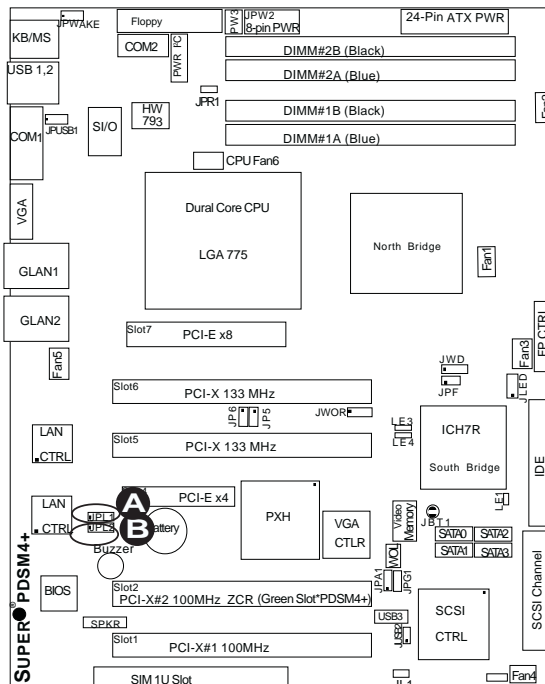 JPWAKE
Floppy
PW3
JPW2
8-pin PWR
24-Pin ATX PWR
KB/MS
COM2
PWR I²C
DIMM#2B (Black)
USB 1,2
DIMM#2A (Blue)
JPR1
COM1
JPUSB1
SI/O
HW
793
DIMM#1B (Black)
DIMM#1A (Blue)
CPU Fan6
VGA
Dural Core CPU
LGA 775
North Bridge
GLAN1
Fan1
GLAN2
Slot7
PCI-E x8
Fan5
Fan3
FP CTRL
JWD
JPF
JLED
Slot6
PCI-X 133 MHz
JP6
JP5
JWOR
LE3
LE4
ICH7R
South Bridge
LAN
CTRL
Slot5
PCI-X 133 MHz
IDE
LE1
PCI-E x4
A
LAN
CTRL
JPL1
JPL2
B
PXH
VGA
CTLR
Video
Memory
JBT1
SATA0
SATA2
SATA1
SATA3
Buzzer
WOL
SUPER® PDSM4+
BIOS
Slot2
PCI-X#2 100MHz ZCR (Green Slot*PDSM4+)
JPA1
JPG1
SCSI
CTRL
SCSI Channel
USB3
JUSB2
SPKR
Slot1
PCI-X#1 100MHz
SIM 1U Slot
Fan4